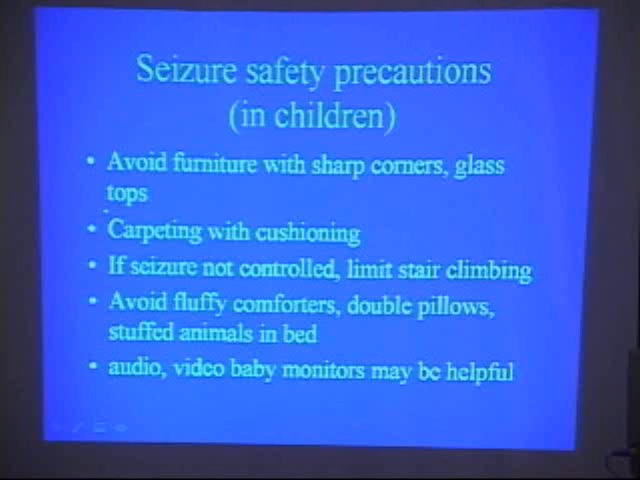 Seizure safety precautions
(in children)
• Avoid furniture with sharp corners, glass
tops
• Carpeting with cushioning
• If seizure not controlled, limit stair climbing
• Avoid fluffy comforters, double pillows,
stuffed animals in bed
• audio, video baby monitors may be helpful